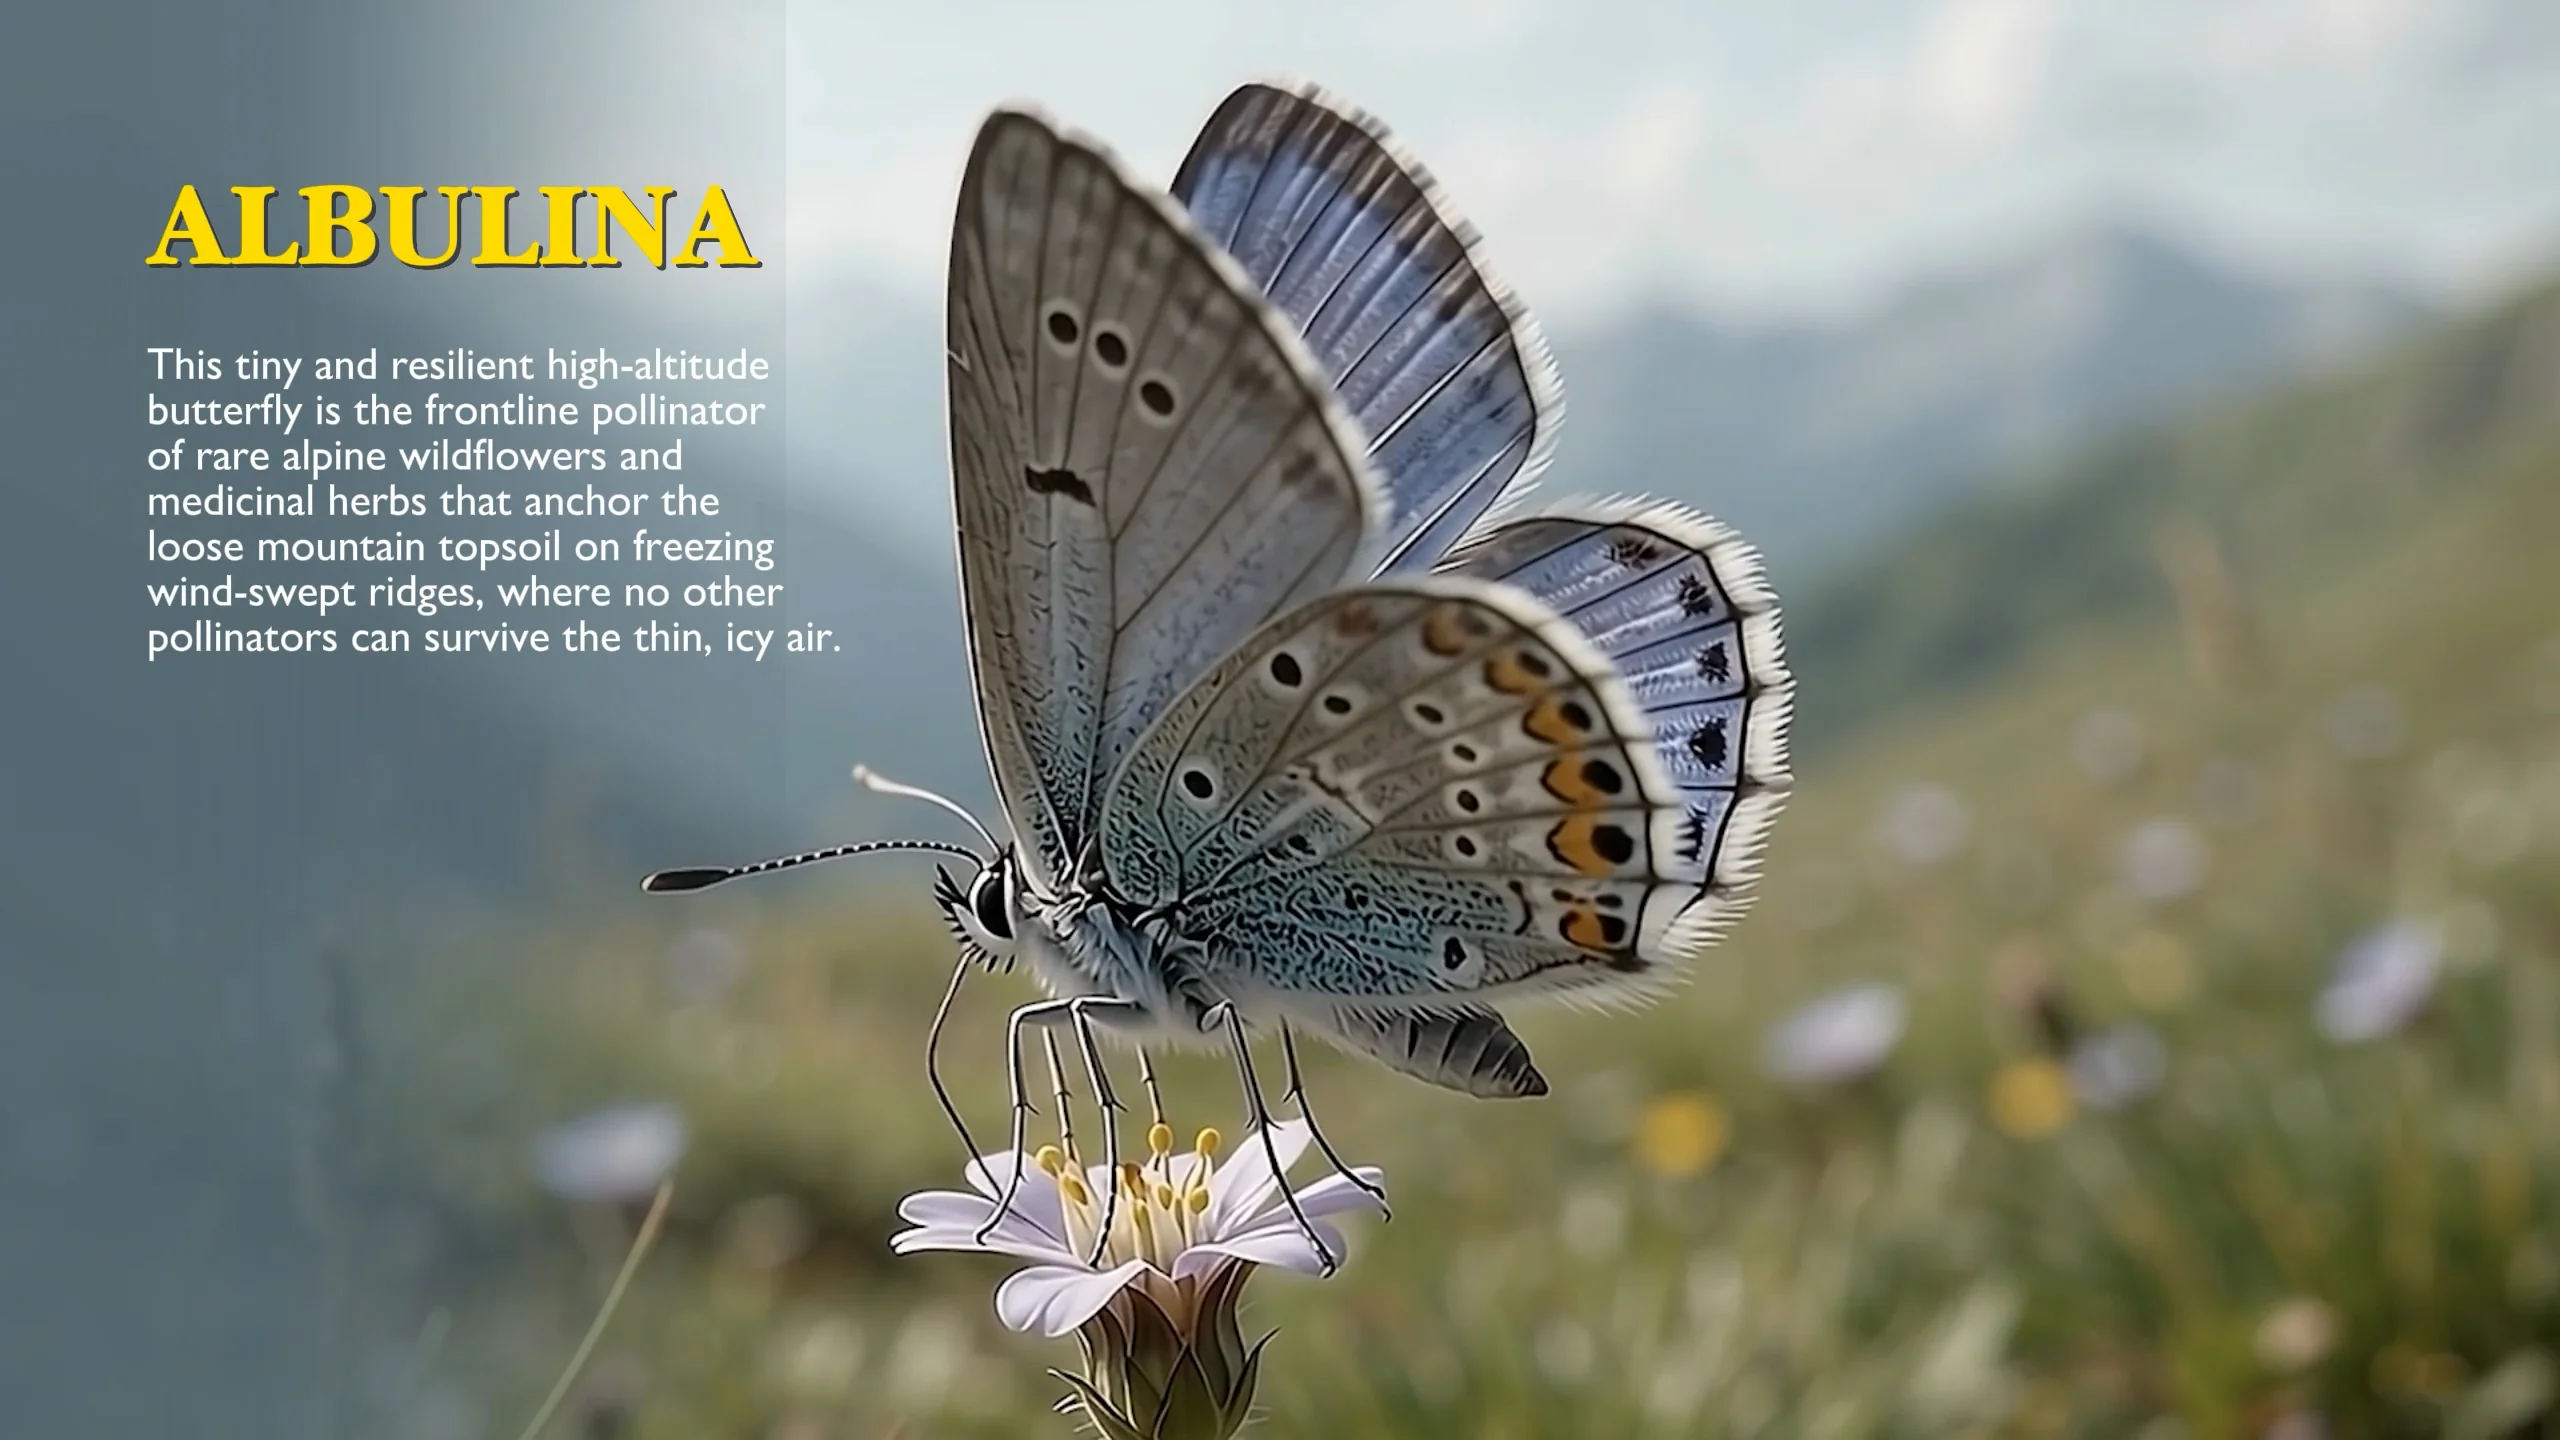 ALBULINA
This tiny and resilient high-altitude
butterfly is the frontline pollinator
of rare alpine wildflowers and
medicinal herbs that anchor the
loose mountain topsoil on freezing
wind-swept ridges, where no other
pollinators can survive the thin, icy air.